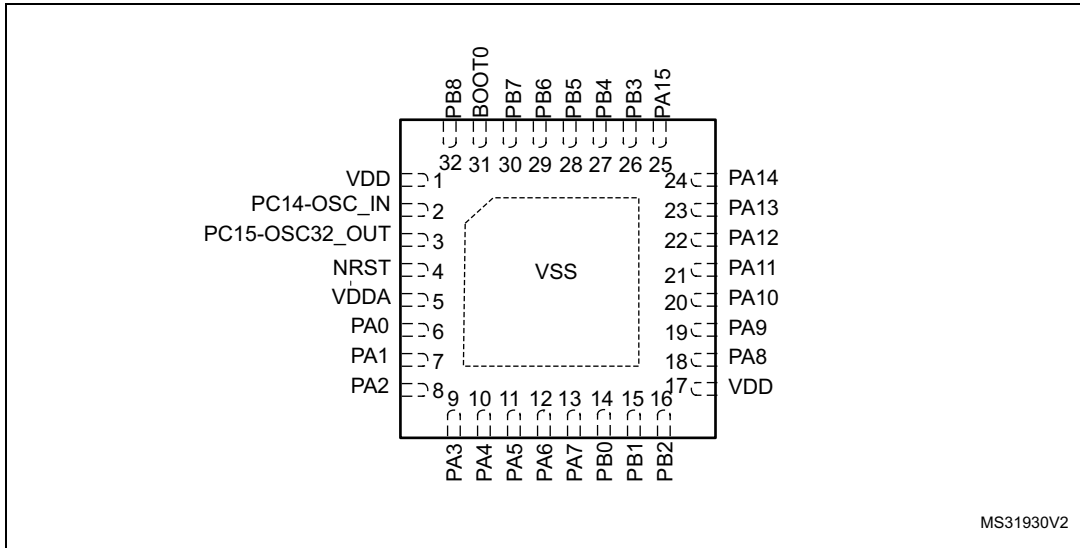 PB8
BOOT0
PB7
PB6
PB5
PB4
PB3
PA15
32 31 30 29 28 27 26 25
VDD 1
PC14-OSC_IN 2
PC15-OSC32_OUT 3
NRST 4
VDDA 5
PA0 6
PA1 7
PA2 8
VSS
24 PA14
23 PA13
22 PA12
21 PA11
20 PA10
19 PA9
18 PA8
17 VDD
9 10 11 12 13 14 15 16
PA3
PA4
PA5
PA6
PA7
PB0
PB1
PB2
MS31930V2